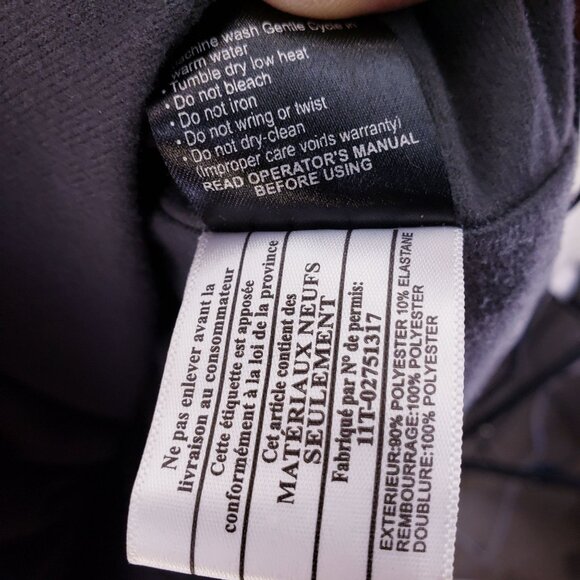 Machine wash Gentle Cycle in
warm water
• Tumble dry low heat
• Do not bleach
• Do not iron
• Do not wring or twist
• Do not dry-clean
(Improper care voids warranty)
READ OPERATOR'S MANUAL
BEFORE USING
Ne pas enlever avant la
livraison au consommateur
Cette étiquette est apposée
conformément à la loi de la province
Cet article contient des
MATÉRIAUX NEUFS
SEULEMENT
Fabriqué par N° de permis:
11T-02751317
EXTERIEUR:90% POLYESTER 10% ELASTANE
REMBOURRAGE:100% POLYESTER
DOUBLURE:100% POLYESTER